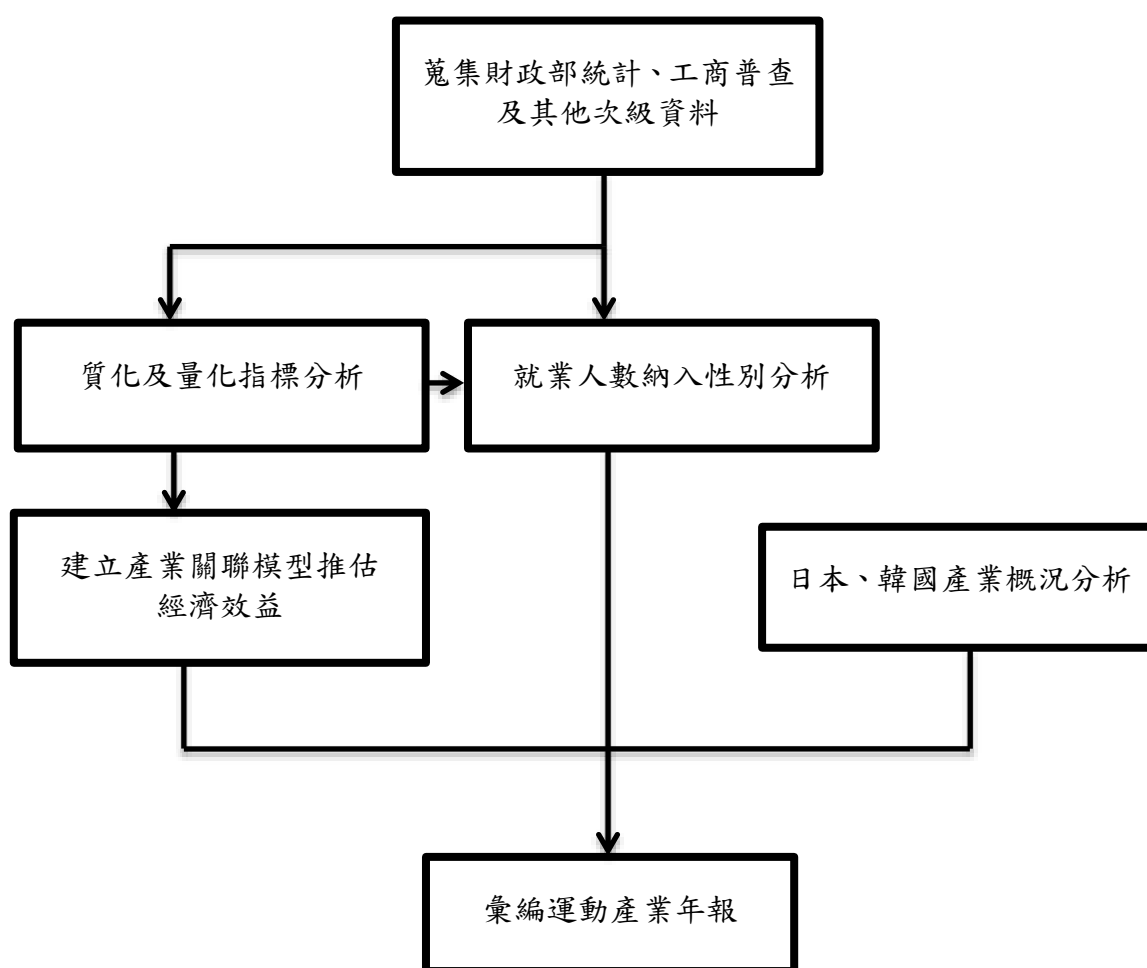 蒐集財政部統計、工商普查
及其他次級資料
質化及量化指標分析
就業人數納入性別分析
建立產業關聯模型推估
經濟效益
日本、韓國產業概況分析
彙編運動產業年報